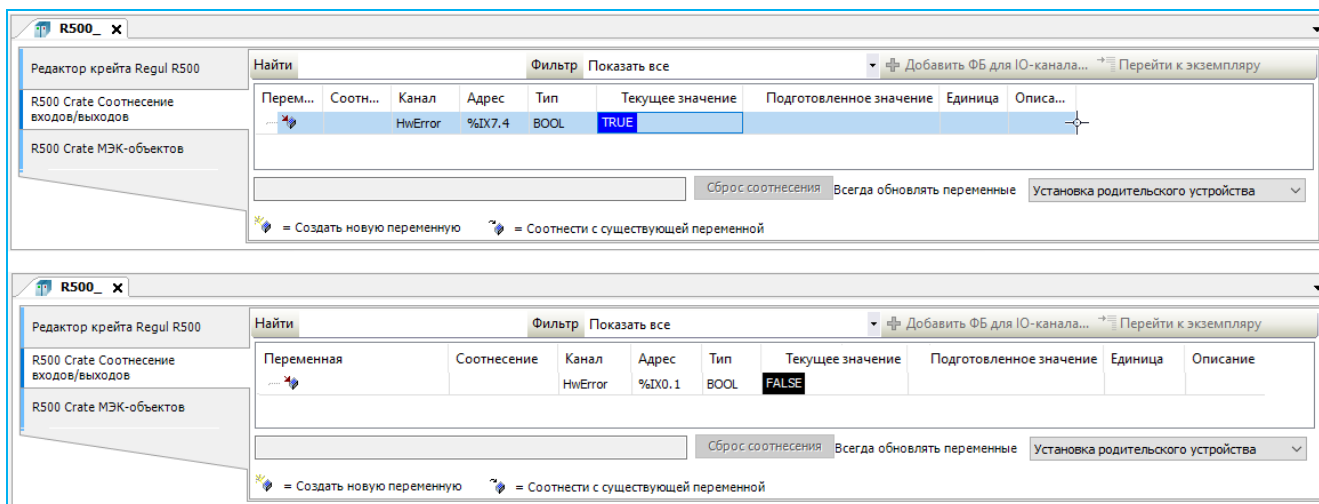 R500_ x
Редактор крейта Regul R500
Найти Фильтр Показать все Добавить ФБ для IO-канала... Перейти к экземпляру
R500 Crate Соотнесение входов/выходов
Перем... Соотн... Канал Адрес Тип Текущее значение Подготовленное значение Единица Описа...
HwError %IX7.4 BOOL TRUE
R500 Crate МЭК-объектов
Сброс соотнесения Всегда обновлять переменные Установка родительского устройства
= Создать новую переменную = Соотнести с существующей переменной
R500_ x
Редактор крейта Regul R500
Найти Фильтр Показать все Добавить ФБ для IO-канала... Перейти к экземпляру
R500 Crate Соотнесение входов/выходов
Переменная Соотнесение Канал Адрес Тип Текущее значение Подготовленное значение Единица Описание
HwError %IX0.1 BOOL FALSE
R500 Crate МЭК-объектов
Сброс соотнесения Всегда обновлять переменные Установка родительского устройства
= Создать новую переменную = Соотнести с существующей переменной